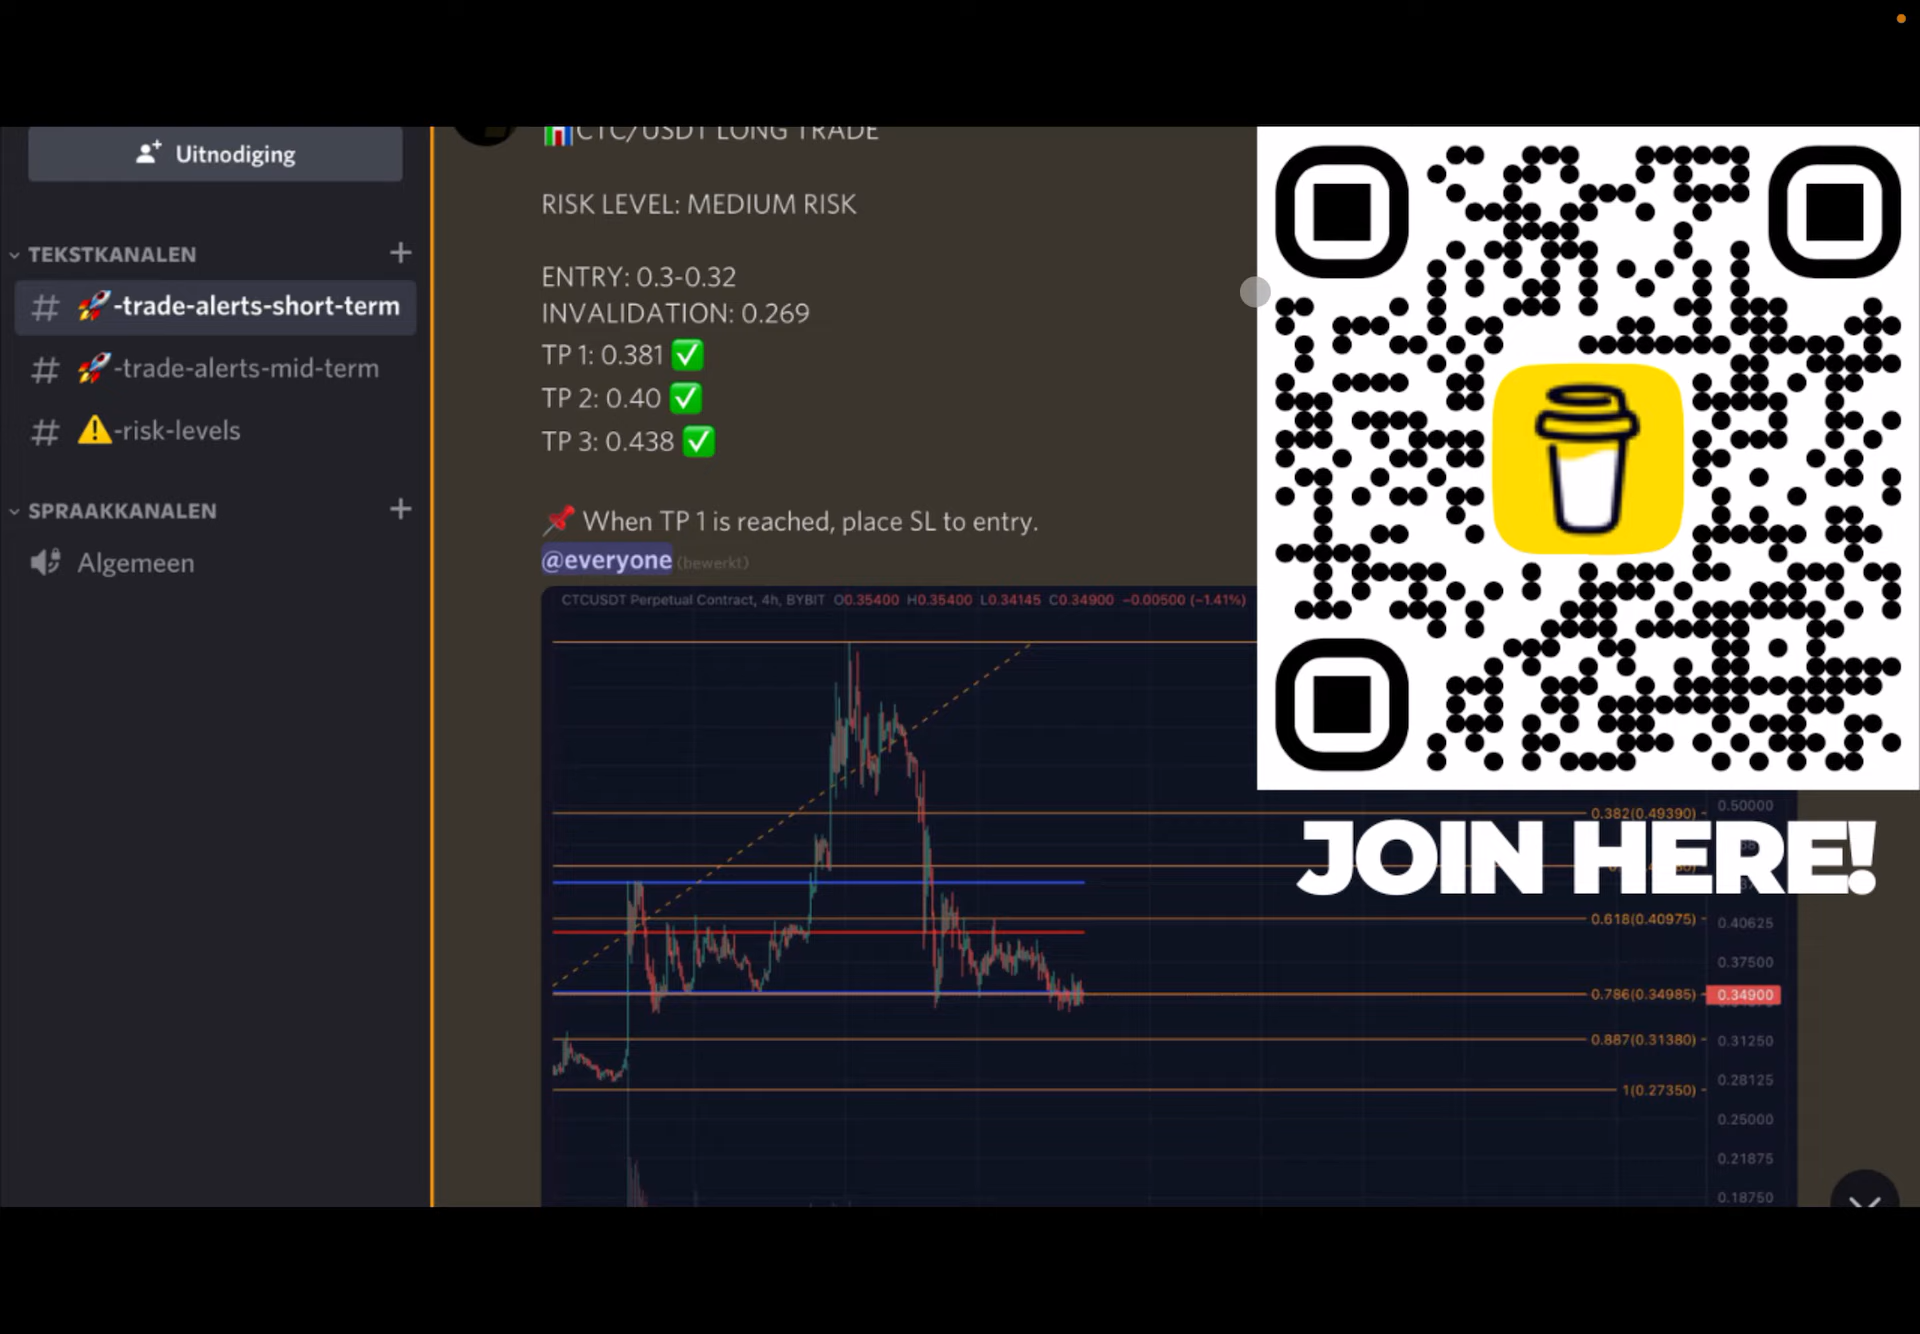 Uitnodiging
TEKSTKANALEN
-trade-alerts-short-term
-trade-alerts-mid-term
-risk-levels
SPRAAKKANALEN
Algemeen
CTC/USDT LONG TRADE
RISK LEVEL: MEDIUM RISK
ENTRY: 0.3-0.32
INVALIDATION: 0.269
TP 1: 0.381
TP 2: 0.40
TP 3: 0.438
When TP 1 is reached, place SL to entry.
@everyone (bewerkt)
CTCUSDT Perpetual Contract, 4h, BYBIT O0.35400 H0.35400 L0.34145 C0.34900 −0.00500 (−1.41%)
0.50000
0.382(0.49390)
JOIN HERE!
0.618(0.40975)
0.40625
0.37500
0.786(0.34985)
0.34900
0.887(0.31380)
0.31250
0.28125
1(0.27350)
0.25000
0.21875
0.18750